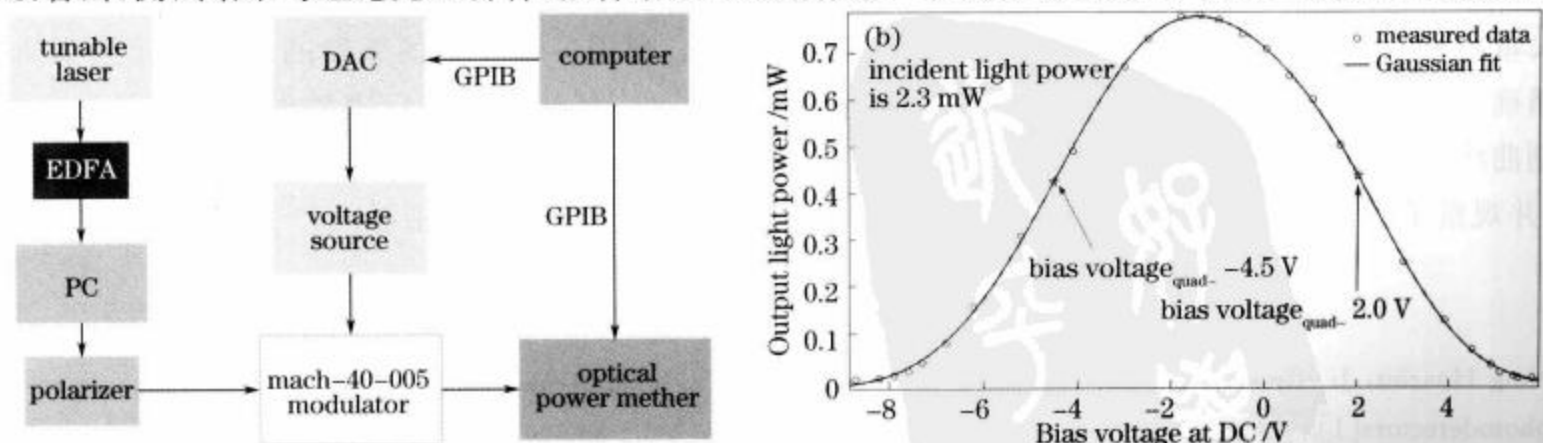 tunable
laser
EDFA
PC
polarizer
DAC
voltage
source
mach-40-005
modulator
GPIB
computer
GPIB
optical
power mether
(b)
incident light power
is 2.3 mW
measured data
Gaussian fit
bias voltage quad- -4.5 V
bias voltage quad- 2.0 V
Output light power /mW
0.7
0.6
0.5
0.4
0.3
0.2
0.1
0
-8
-6
-4
-2
0
2
4
Bias voltage at DC /V